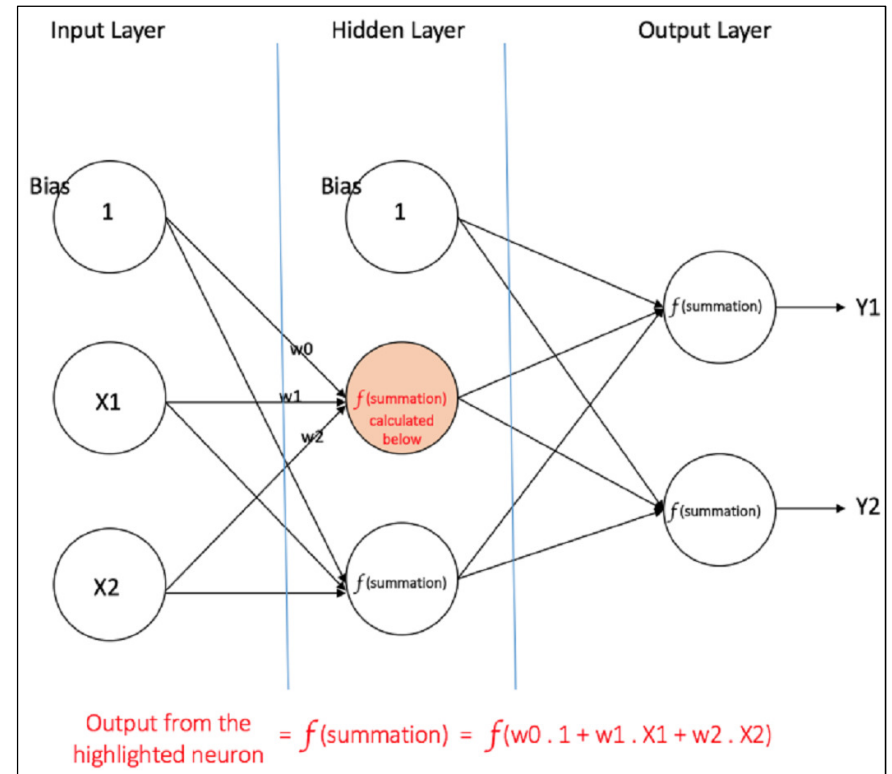 Input Layer
Hidden Layer
Output Layer
Bias
1
Bias
1
f(summation)
Y1
w0
X1
w1
f(summation)
calculated
below
w2
f(summation)
Y2
X2
f(summation)
Output from the
highlighted neuron
= f(summation) = f(w0 . 1 + w1 . X1 + w2 . X2)